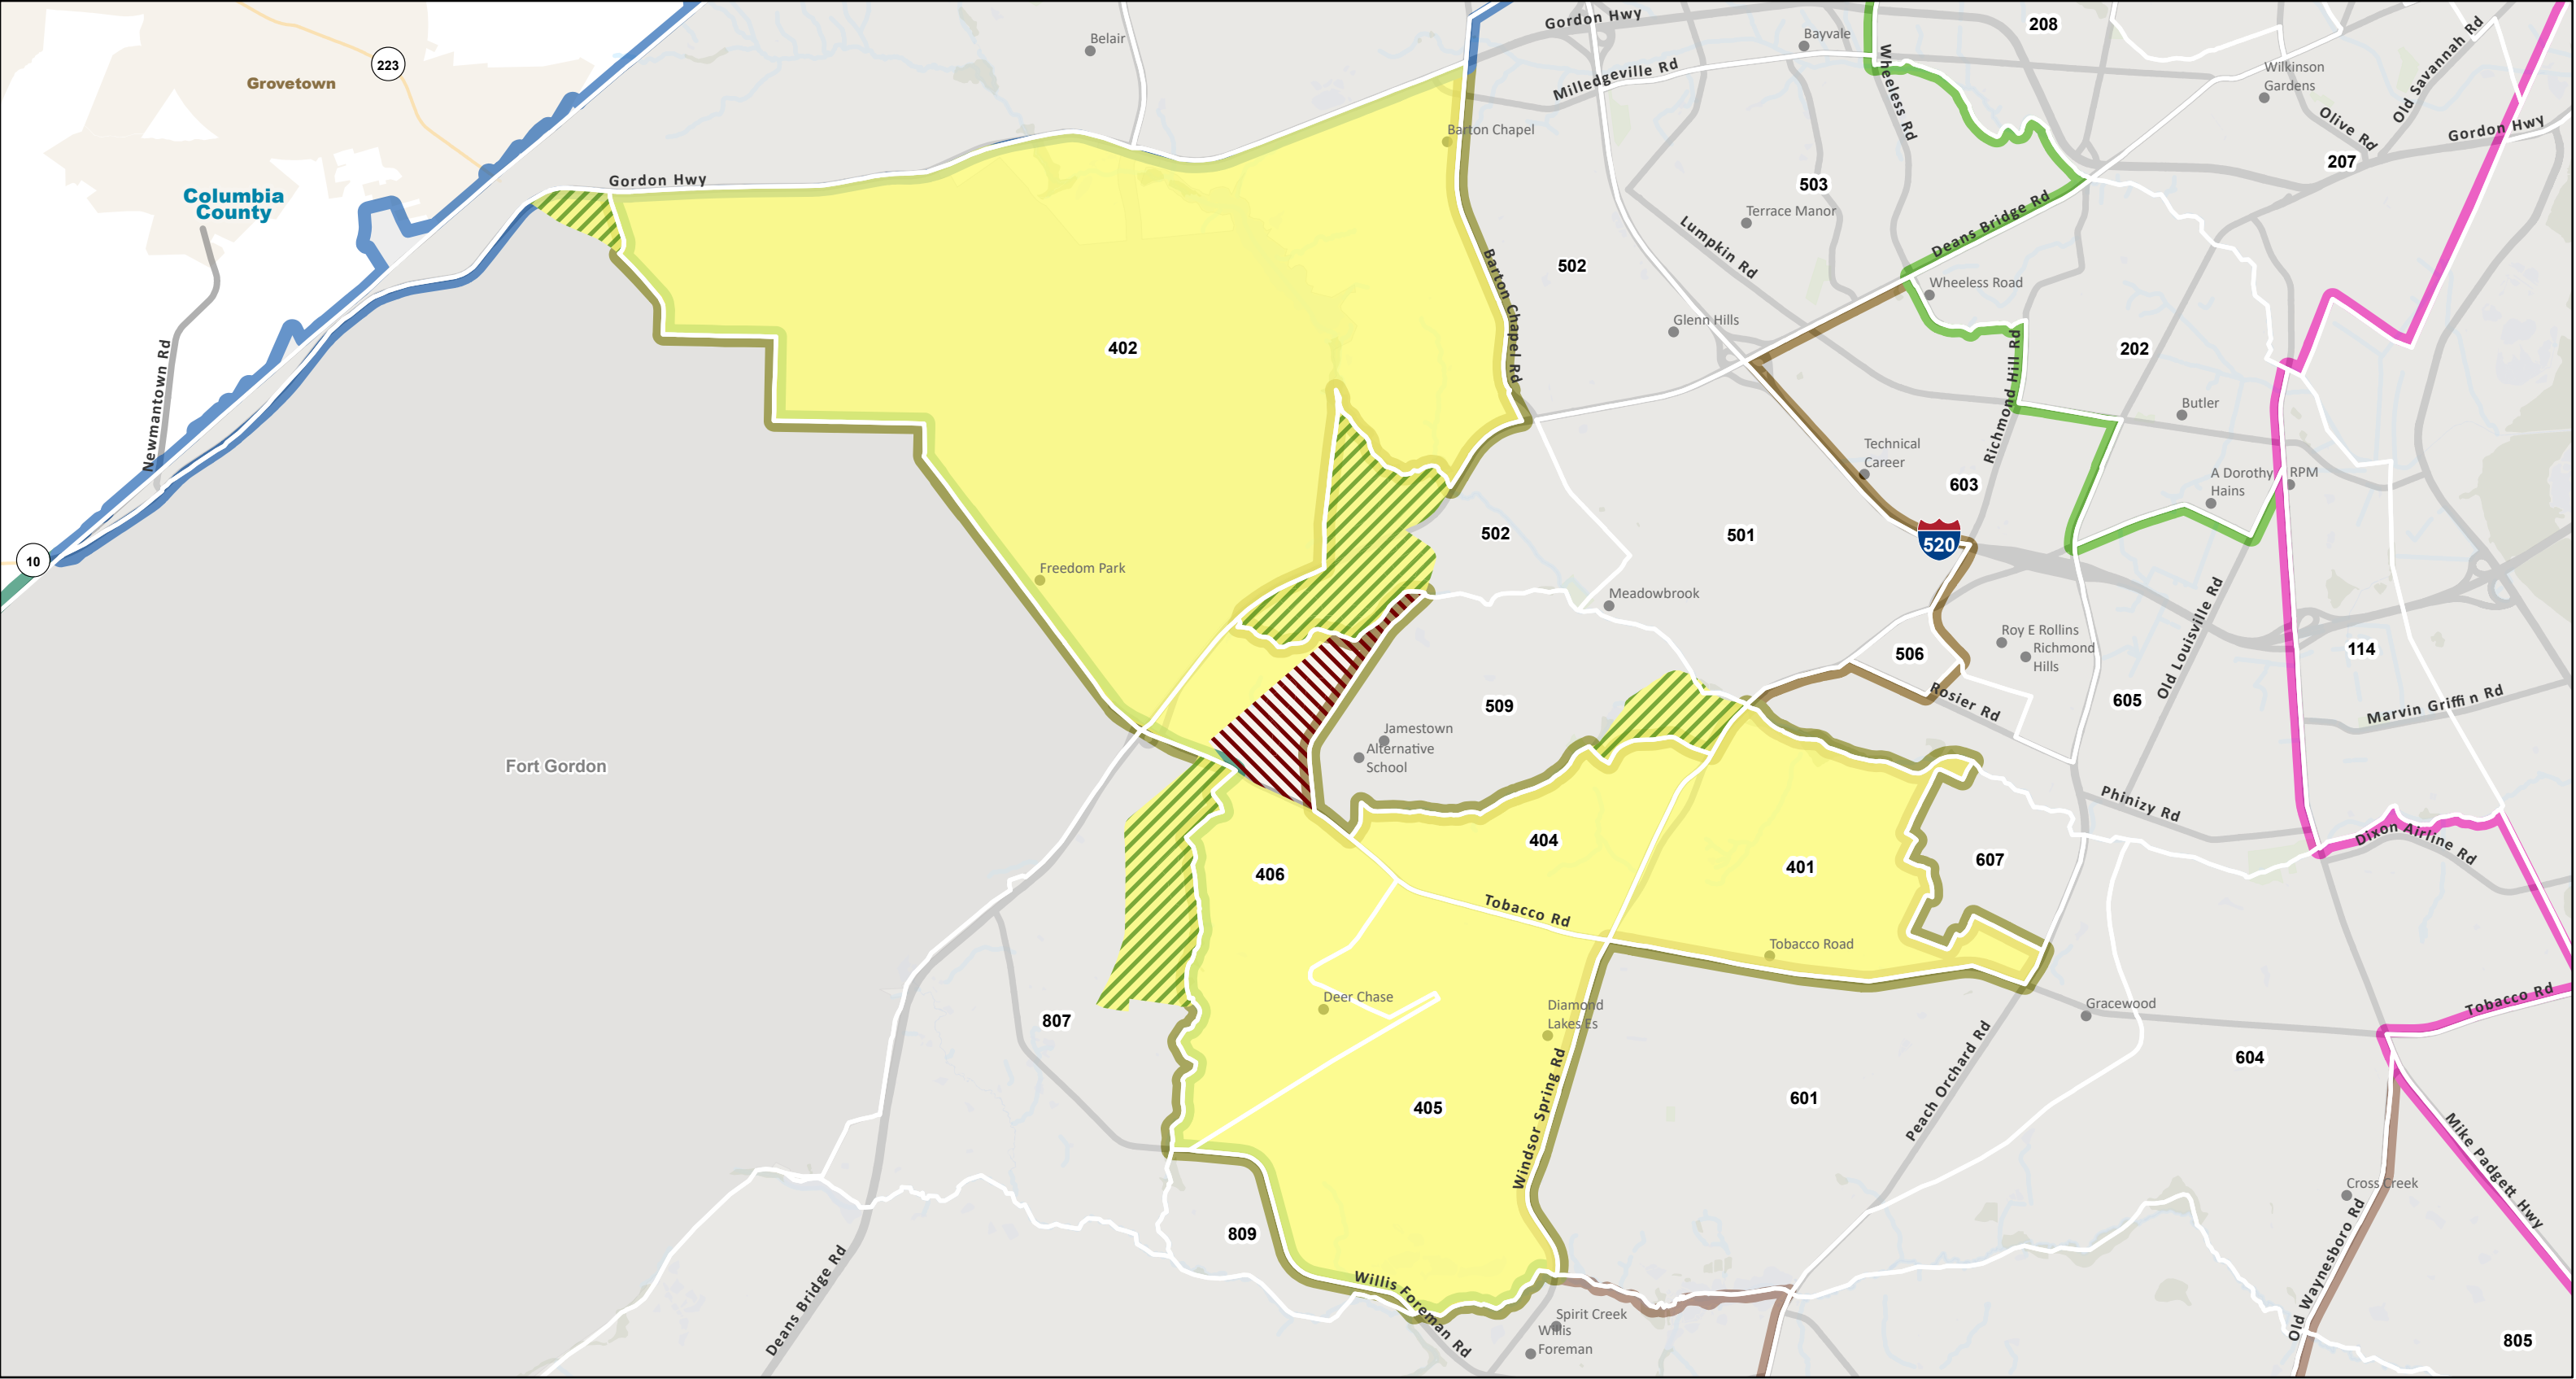 Gordon Hwy
208
Belair
Bayvale
223
Grovetown
Milledgeville Rd
Wheeless Rd
Wilkinson
Gardens
Old Savannah Rd
Olive Rd
Gordon Hwy
Barton Chapel
207
Gordon Hwy
503
Columbia
County
Terrace Manor
Deans Bridge Rd
Lumpkin Rd
502
Barton Chapel Rd
Wheeless Road
Glenn Hills
402
202
Newmantown Rd
Richmond Hill Rd
Butler
Technical
Career
A Dorothy
Hains
RPM
603
502
501
520
10
Freedom Park
Meadowbrook
Old Louisville Rd
Roy E Rollins
Richmond
Hills
506
114
Rosier Rd
605
Marvin Griffin Rd
509
Jamestown
Alternative
School
Fort Gordon
Phinizy Rd
Dixon Airline Rd
404
401
607
406
Tobacco Rd
Tobacco Road
Deer Chase
Diamond
Lakes Es
Gracewood
Tobacco Rd
807
604
Windsor Spring Rd
Peach Orchard Rd
405
601
Mike Padgett Hwy
Cross Creek
809
Deans Bridge Rd
Willis Foreman Rd
Old Waynesboro Rd
Spirit Creek
Willis
Foreman
805